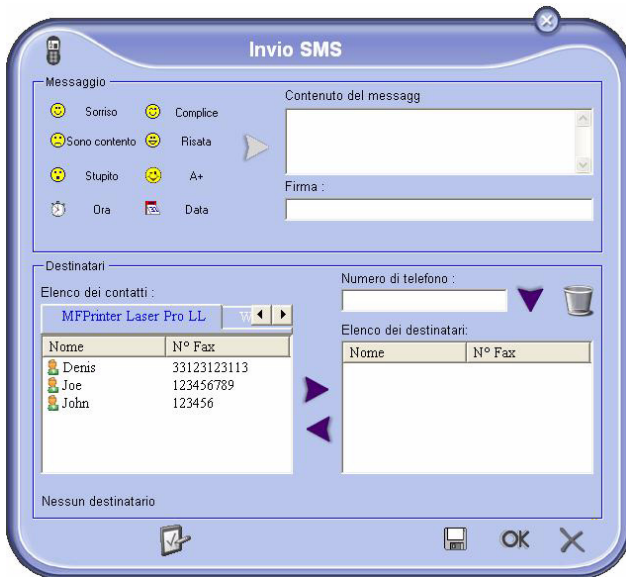 Invio SMS
Messaggio
Contenuto del messagg
Sorriso Complice
Sono contento Risata
Stupito A+
Firma :
Ora Data
Destinatari
Numero di telefono :
Elenco dei contatti :
MFPrinter Laser Pro LL W
Elenco dei destinatari:
Nome N° Fax
Denis 33123123113
Joe 123456789
John 123456
Nome N° Fax
Nessun destinatario
OK